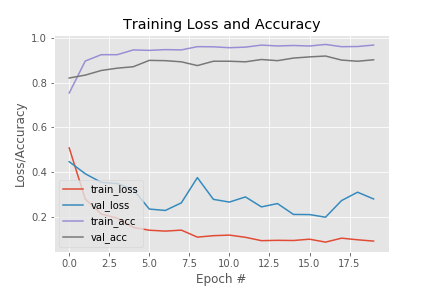 Training Loss and Accuracy
Loss/Accuracy
1.0
0.8
0.6
0.4
0.2
train_loss
val_loss
train_acc
val_acc
0.0 2.5 5.0 7.5 10.0 12.5 15.0 17.5
Epoch #